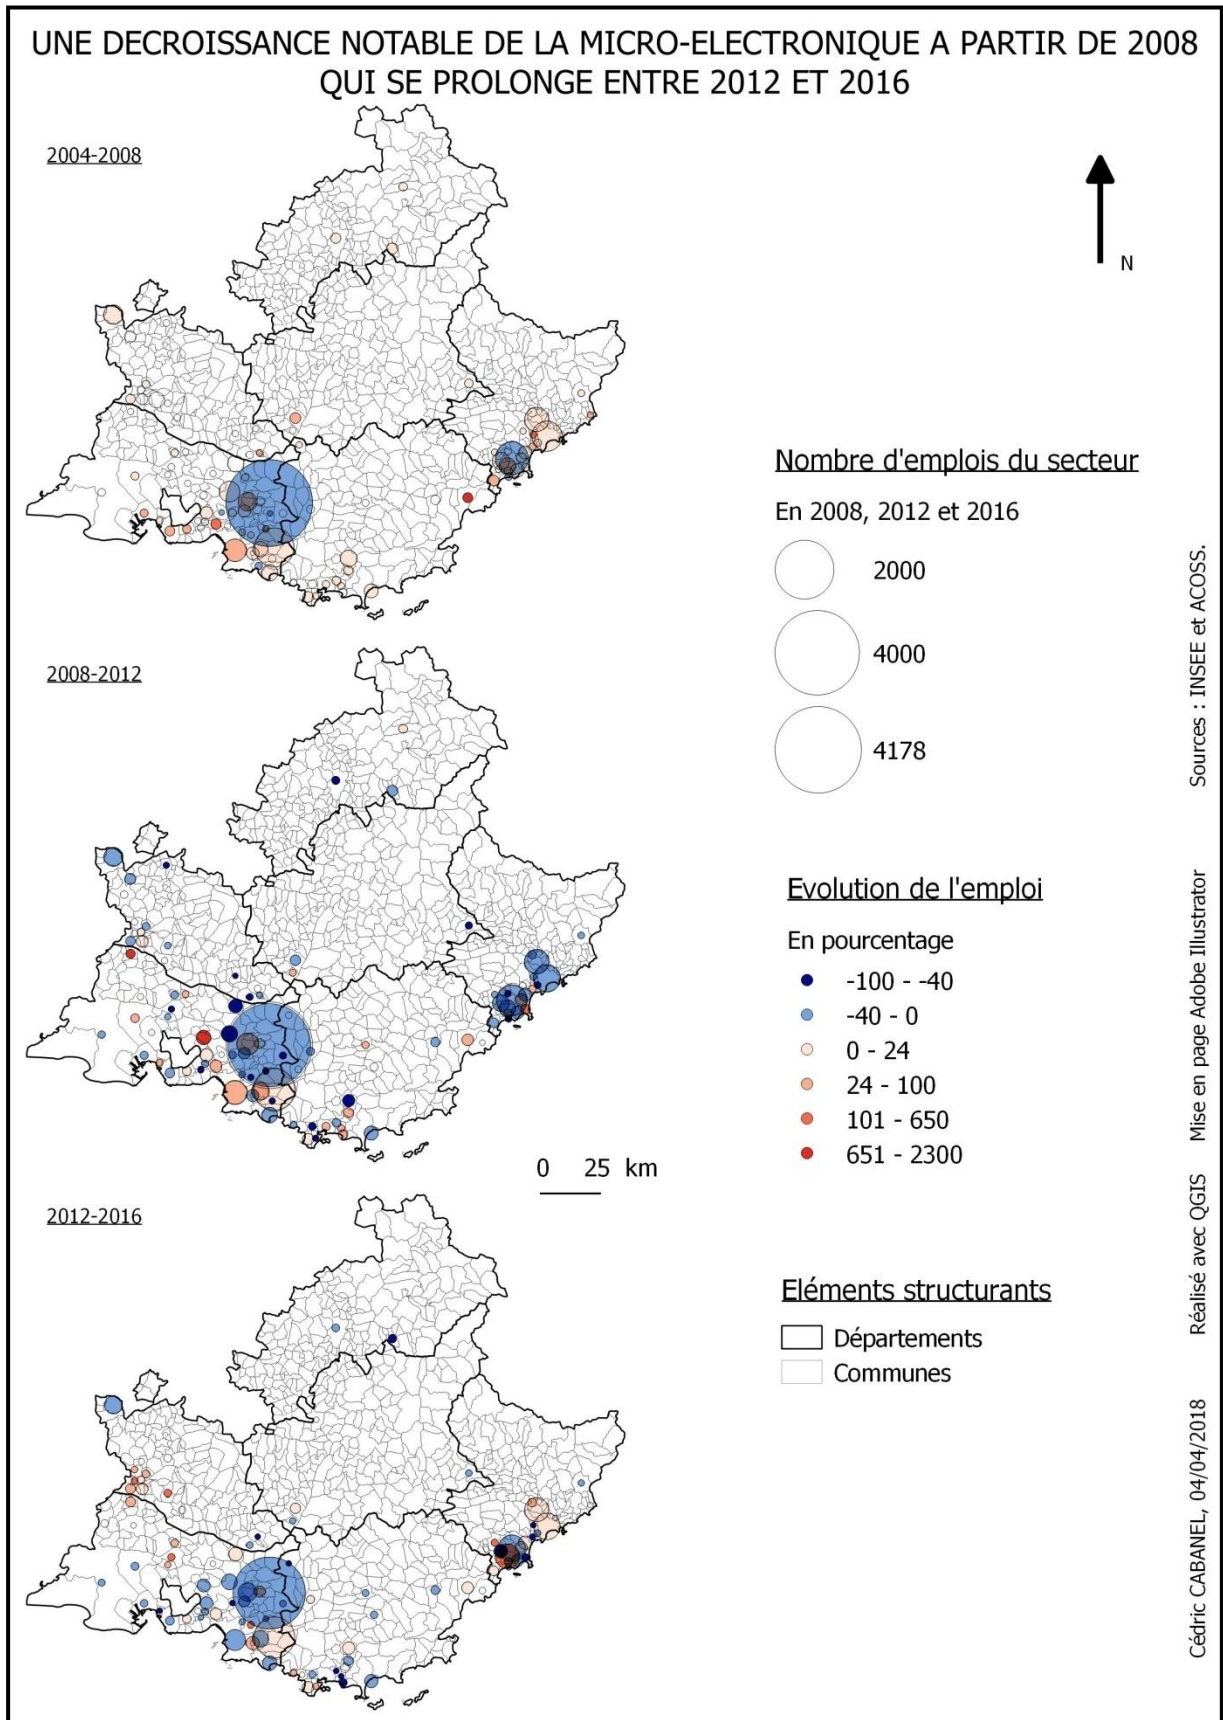 UNE DECROISSANCE NOTABLE DE LA MICRO-ELECTRONIQUE A PARTIR DE 2008
QUI SE PROLONGE ENTRE 2012 ET 2016
2004-2008
N
Nombre d'emplois du secteur
En 2008, 2012 et 2016
2000
4000
4178
2008-2012
Evolution de l'emploi
En pourcentage
-100 - -40
-40 - 0
0 - 24
24 - 100
101 - 650
651 - 2300
0 25 km
2012-2016
Eléments structurants
Départements
Communes
Cédric CABANEL, 04/04/2018 Réalisé avec QGIS Mise en page Adobe Illustrator Sources : INSEE et ACOSS.